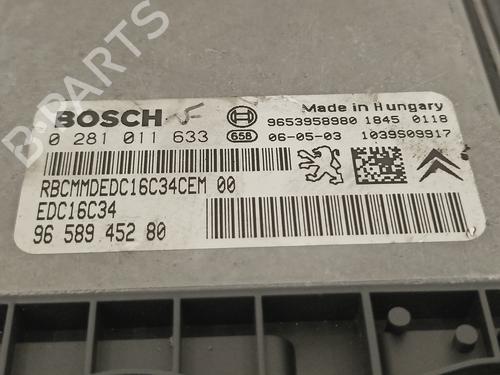 B-PARTS
BOSCH
0 281 011 633
65B
Made in Hungary
9653958980 1845 0118
06-05-03 1039S09917
RBCMMDEDC16C34CEM 00
EDC16C34
96 589 452 80